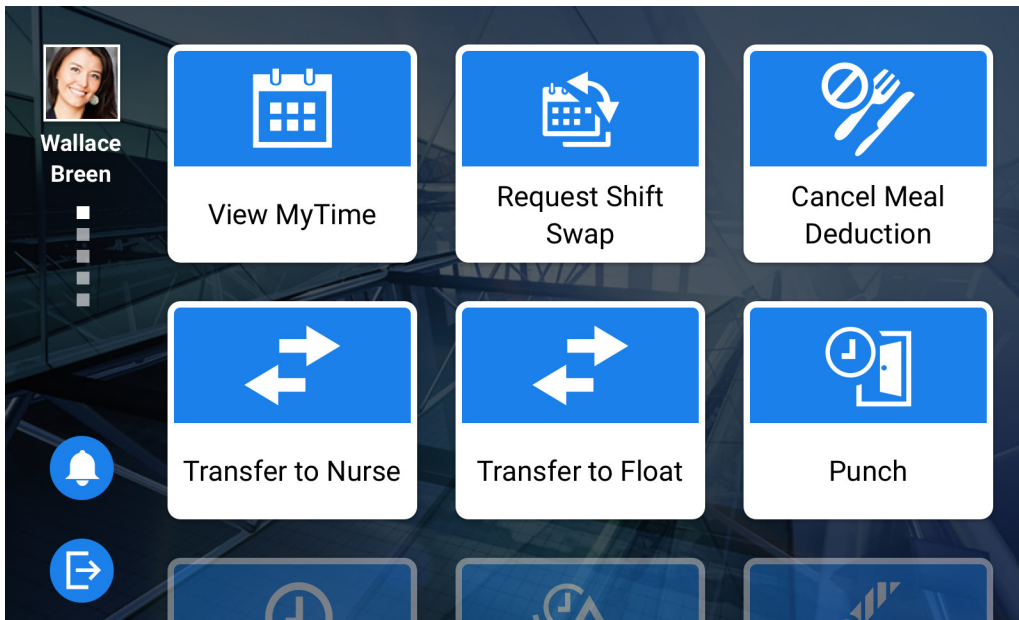 Wallace
Breen
View MyTime
Request Shift
Swap
Cancel Meal
Deduction
Transfer to Nurse
Transfer to Float
Punch